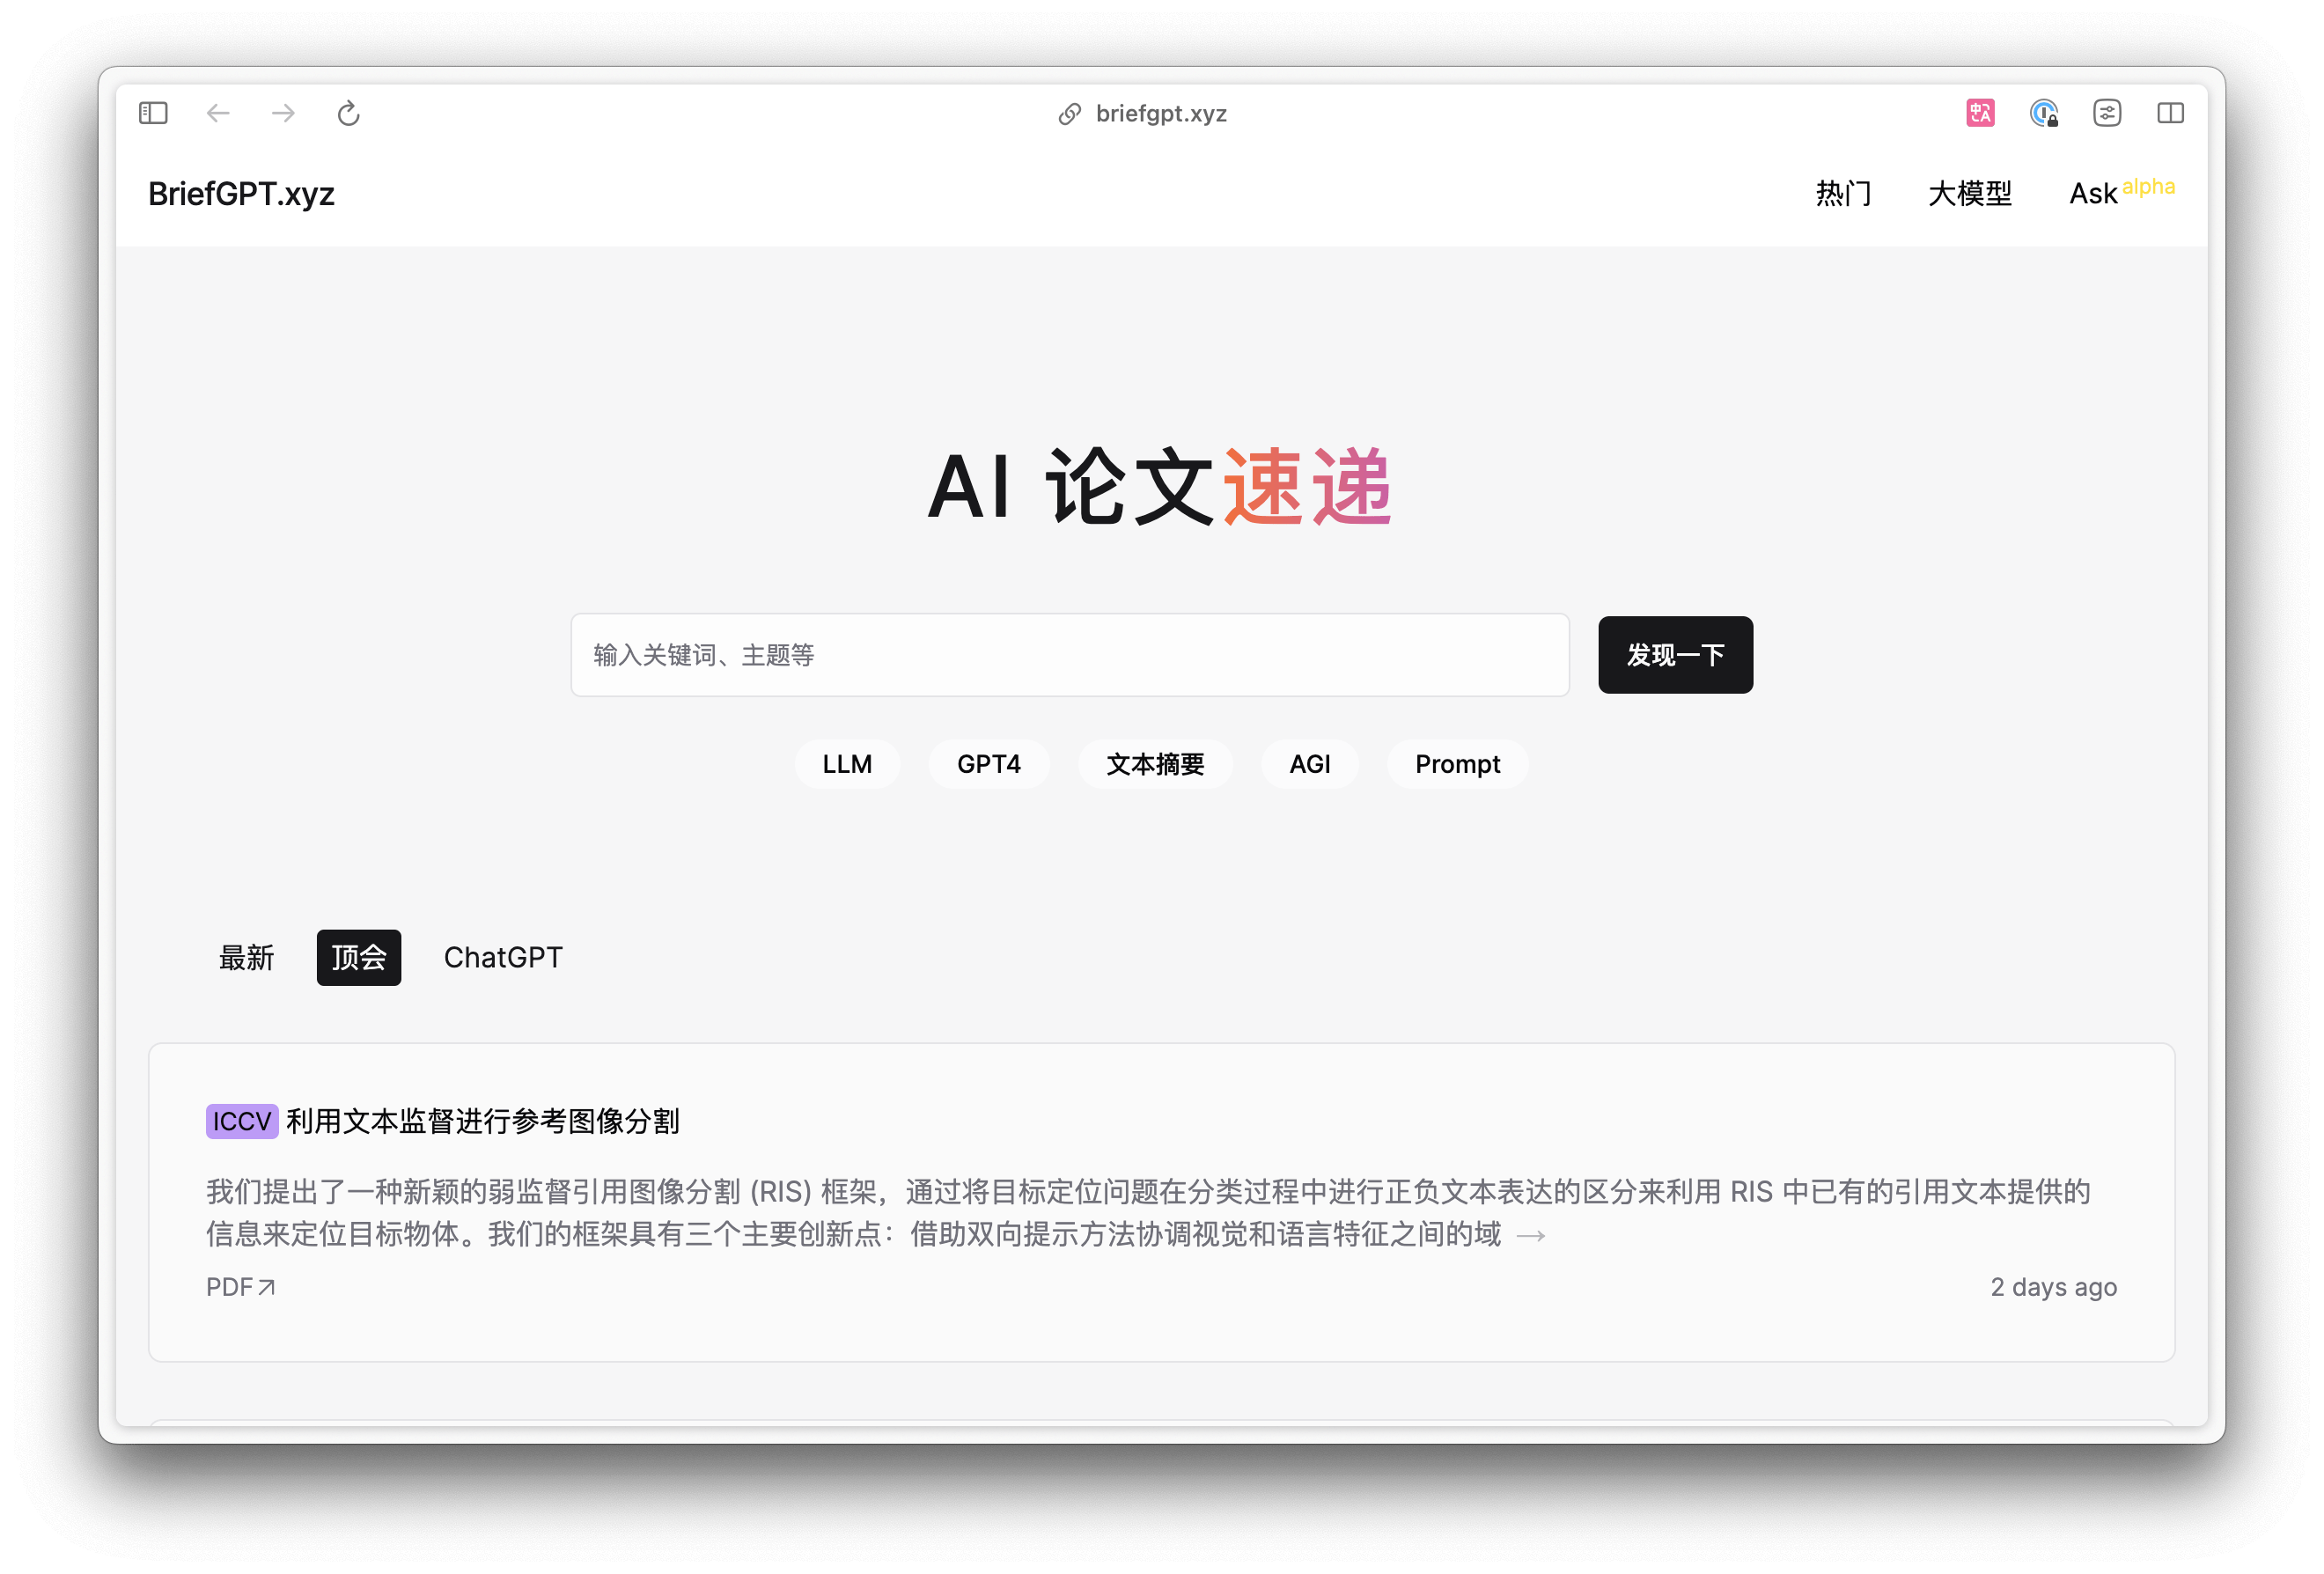 briefgpt.xyz
BriefGPT.xyz
热门 大模型 Ask alpha
AI 论文速递
输入关键词、主题等 发现一下
LLM GPT4 文本摘要 AGI Prompt
最新 顶会 ChatGPT
ICCV 利用文本监督进行参考图像分割
我们提出了一种新颖的弱监督引用图像分割 (RIS) 框架，通过将目标定位问题在分类过程中进行正负文本表达的区分来利用 RIS 中已有的引用文本提供的
信息来定位目标物体。我们的框架具有三个主要创新点：借助双向提示方法协调视觉和语言特征之间的域 →
PDF↗ 2 days ago